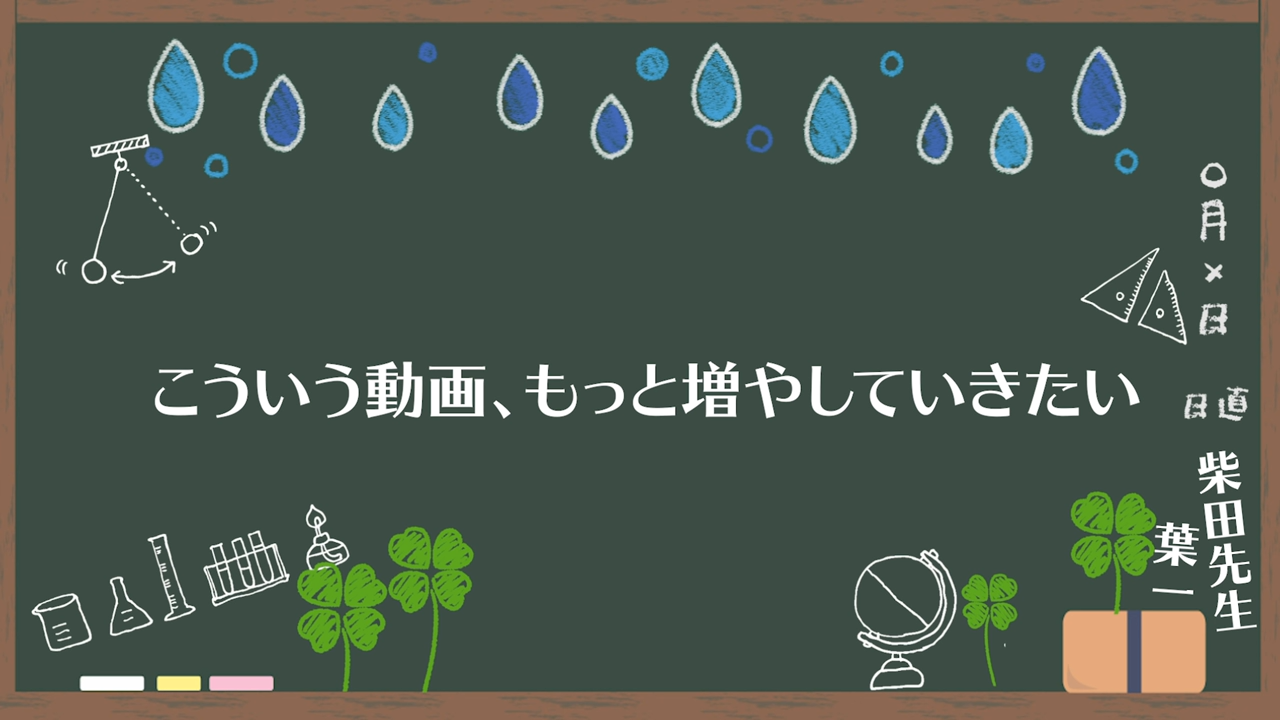 こういう動画、もっと増やしていきたい
〇月×日
日直
柴田先生
葉一